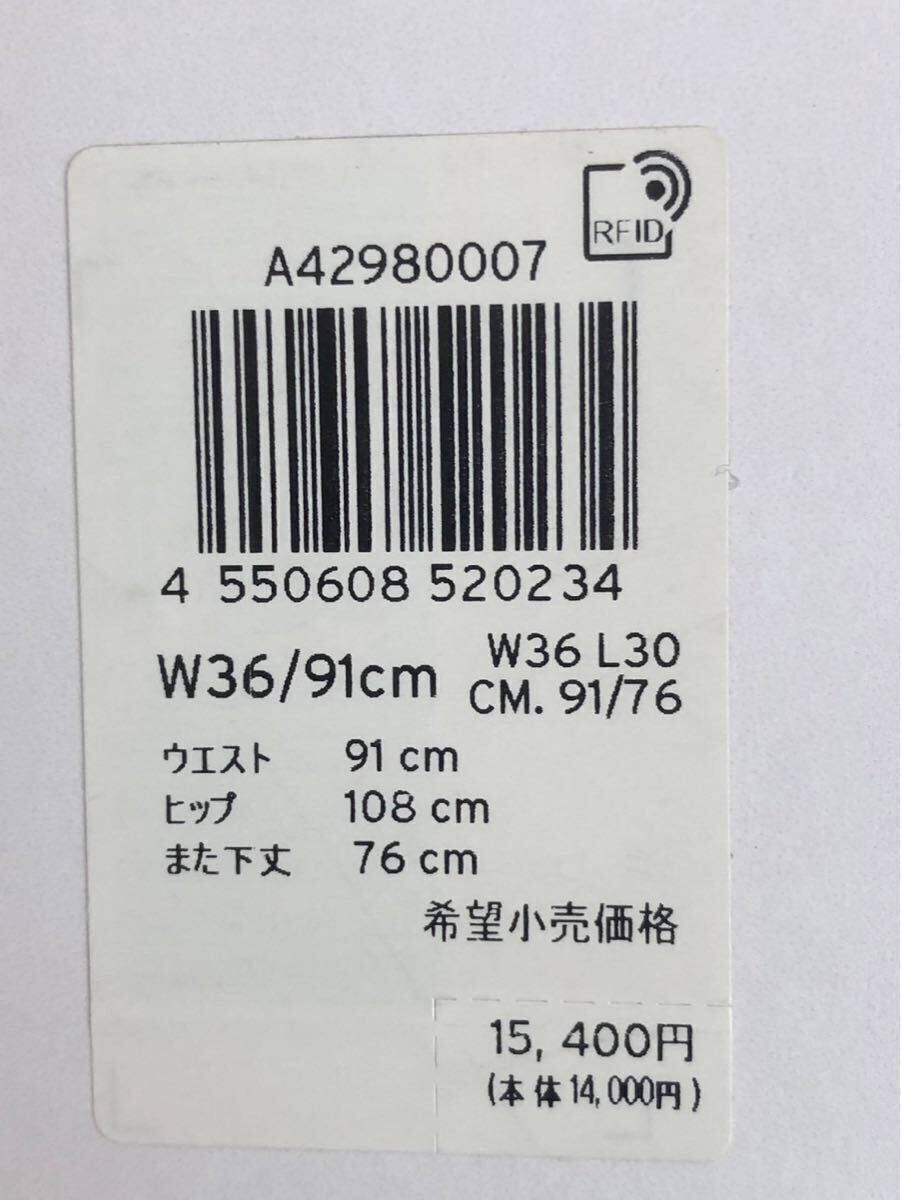 RFID
A42980007
4 550608 520234
W36/91cm
W36 L30
CM. 91/76
ウエスト 91 cm
ヒップ 108 cm
また下丈 76 cm
希望小売価格
15, 400円
(本体14,000円)